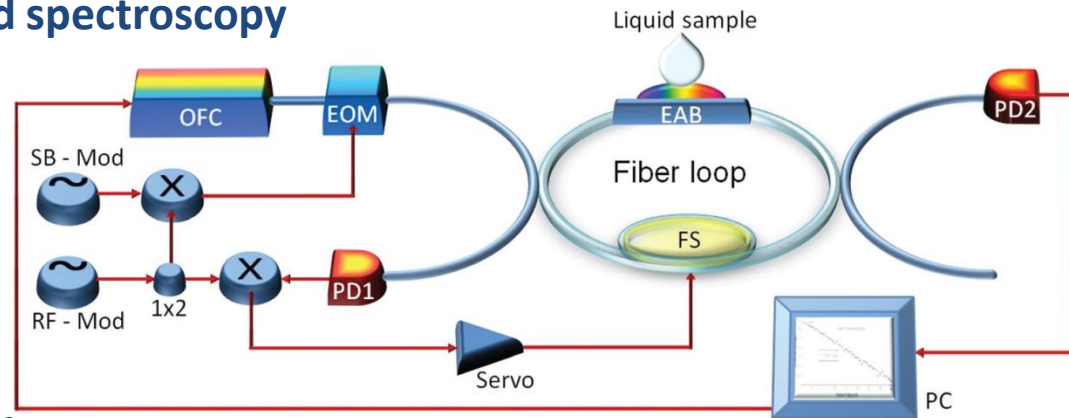 d spectroscopy
Liquid sample
OFC
EOM
EAB
PD2
SB - Mod
X
Fiber loop
FS
X
PD1
1x2
RF - Mod
Servo
PC